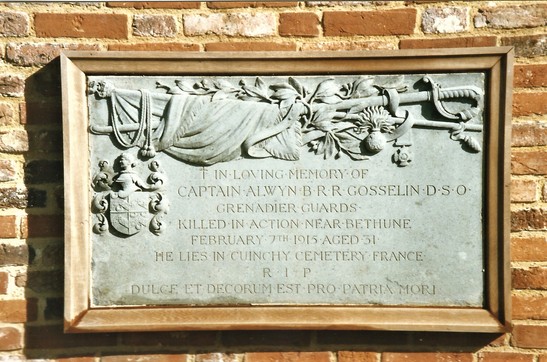 † IN·LOVING·MEMORY·OF
CAPTAIN·ALWYN·B·R·R·GOSSELIN·D·S·O·
GRENADIER GUARDS·
KILLED·IN·ACTION·NEAR·BETHUNE
FEBRUARY 7TH 1915·AGED 31·
HE LIES IN CUINCHY CEMETERY FRANCE
R I P
DULCE ET DECORUM EST·PRO·PATRIA MORI